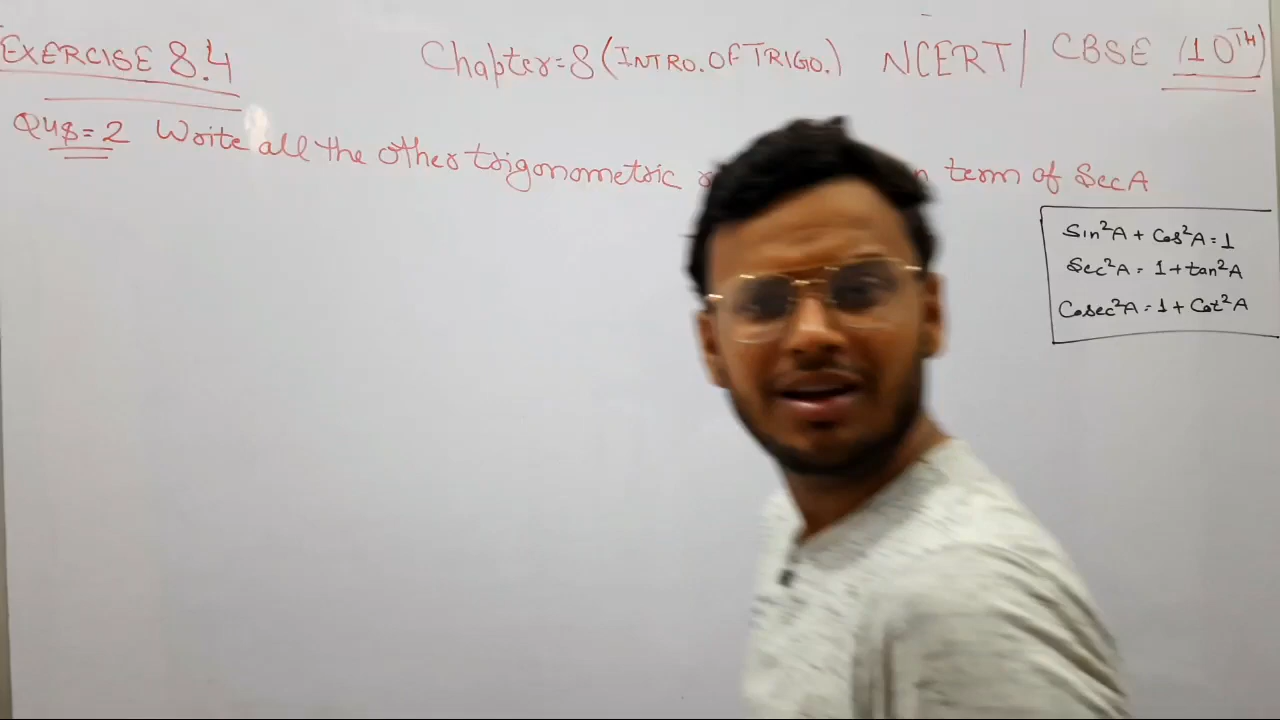 EXERCISE 8.4 Chapter=8 (INTRO. OF TRIGO.) NCERT/ CBSE (10TH)
QUS=2 Write all the other trigonometric term of SecA
Sin²A + Cos²A = 1
Sec²A = 1 + tan²A
Cosec²A = 1 + Cot²A